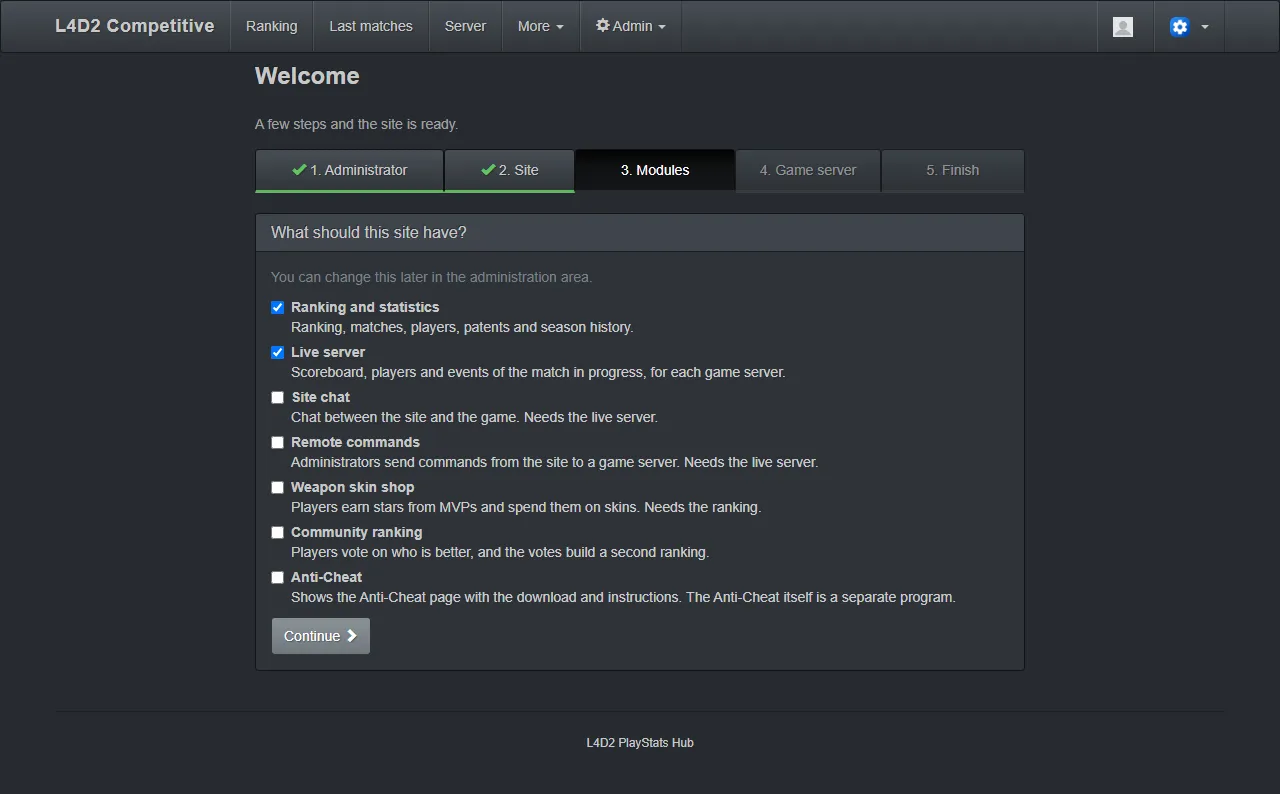 L4D2 Competitive Ranking Last matches Server More Admin
Welcome
A few steps and the site is ready.
1. Administrator 2. Site 3. Modules 4. Game server 5. Finish
What should this site have?
You can change this later in the administration area.
Ranking and statistics
Ranking, matches, players, patents and season history.
Live server
Scoreboard, players and events of the match in progress, for each game server.
Site chat
Chat between the site and the game. Needs the live server.
Remote commands
Administrators send commands from the site to a game server. Needs the live server.
Weapon skin shop
Players earn stars from MVPs and spend them on skins. Needs the ranking.
Community ranking
Players vote on who is better, and the votes build a second ranking.
Anti-Cheat
Shows the Anti-Cheat page with the download and instructions. The Anti-Cheat itself is a separate program.
Continue
L4D2 PlayStats Hub